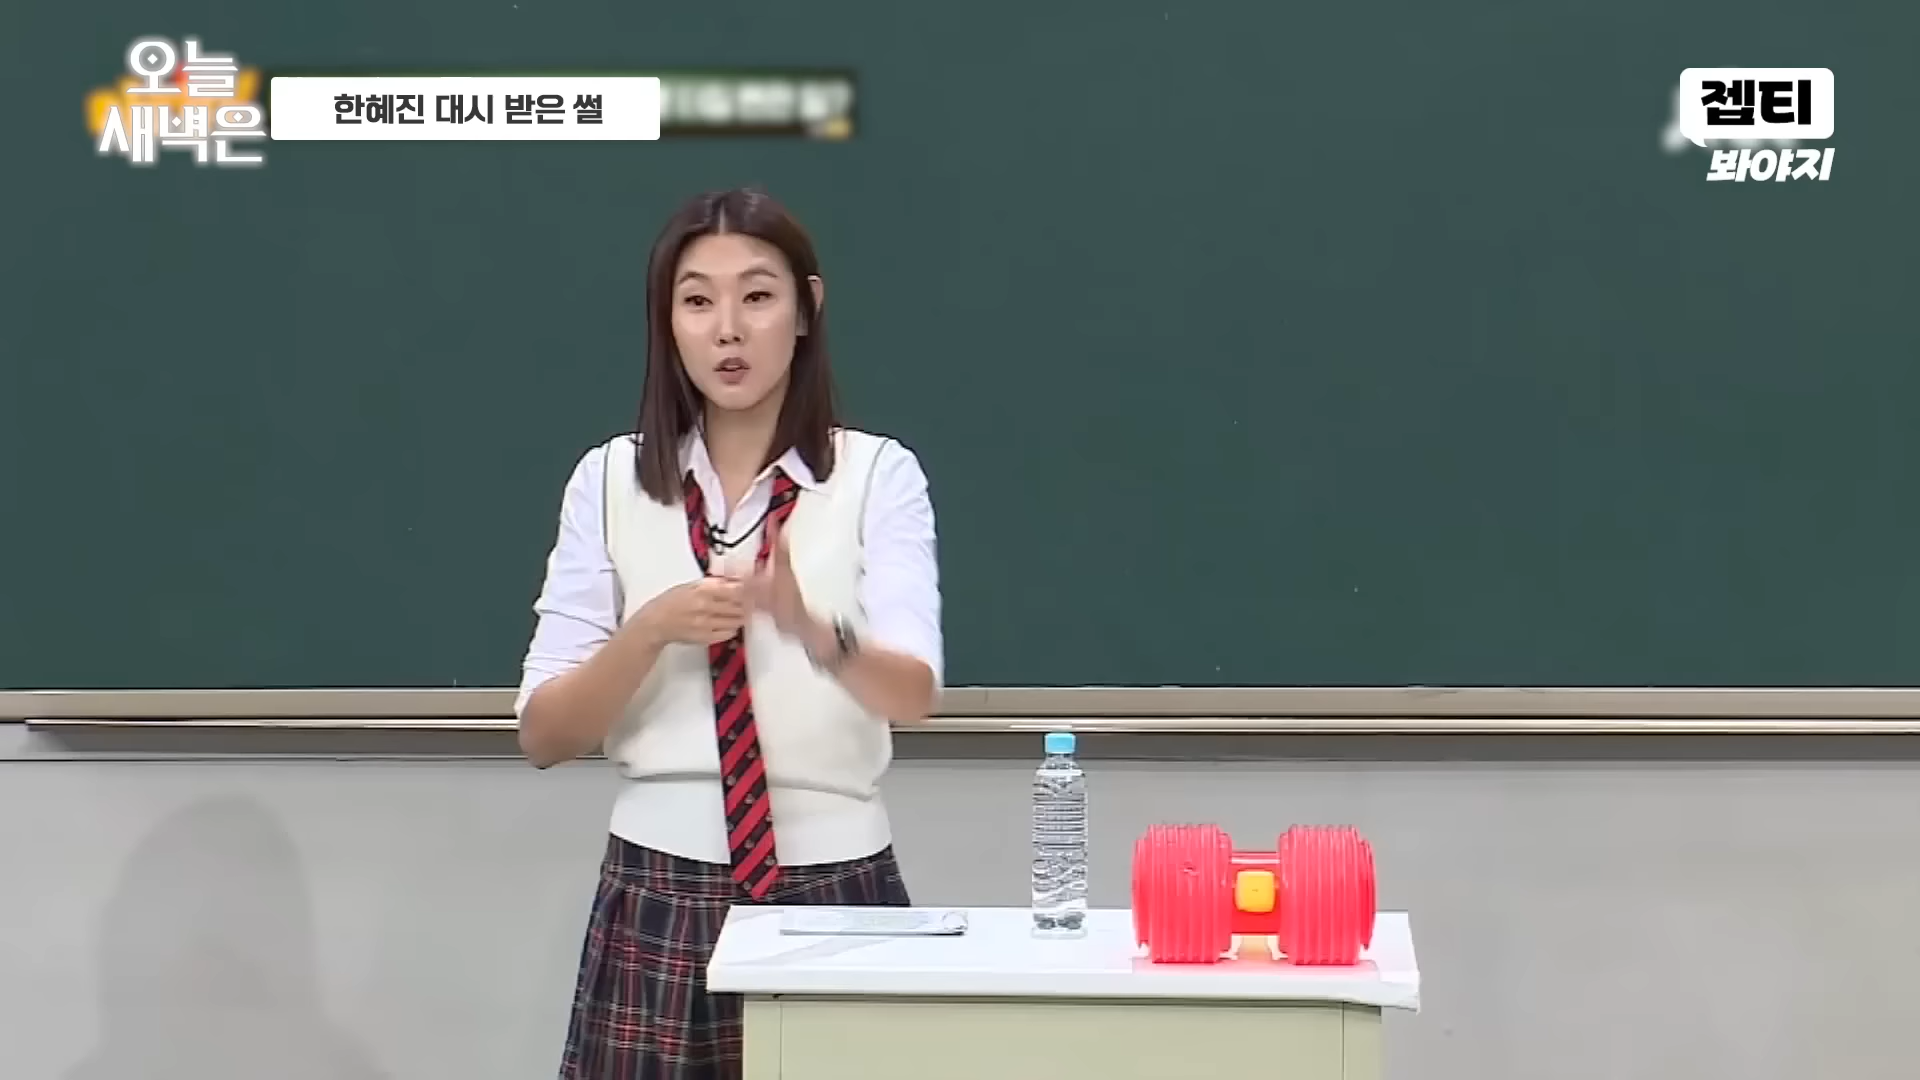 오늘
새벽은
한혜진 대시 받은 썰
젭티
봐야지